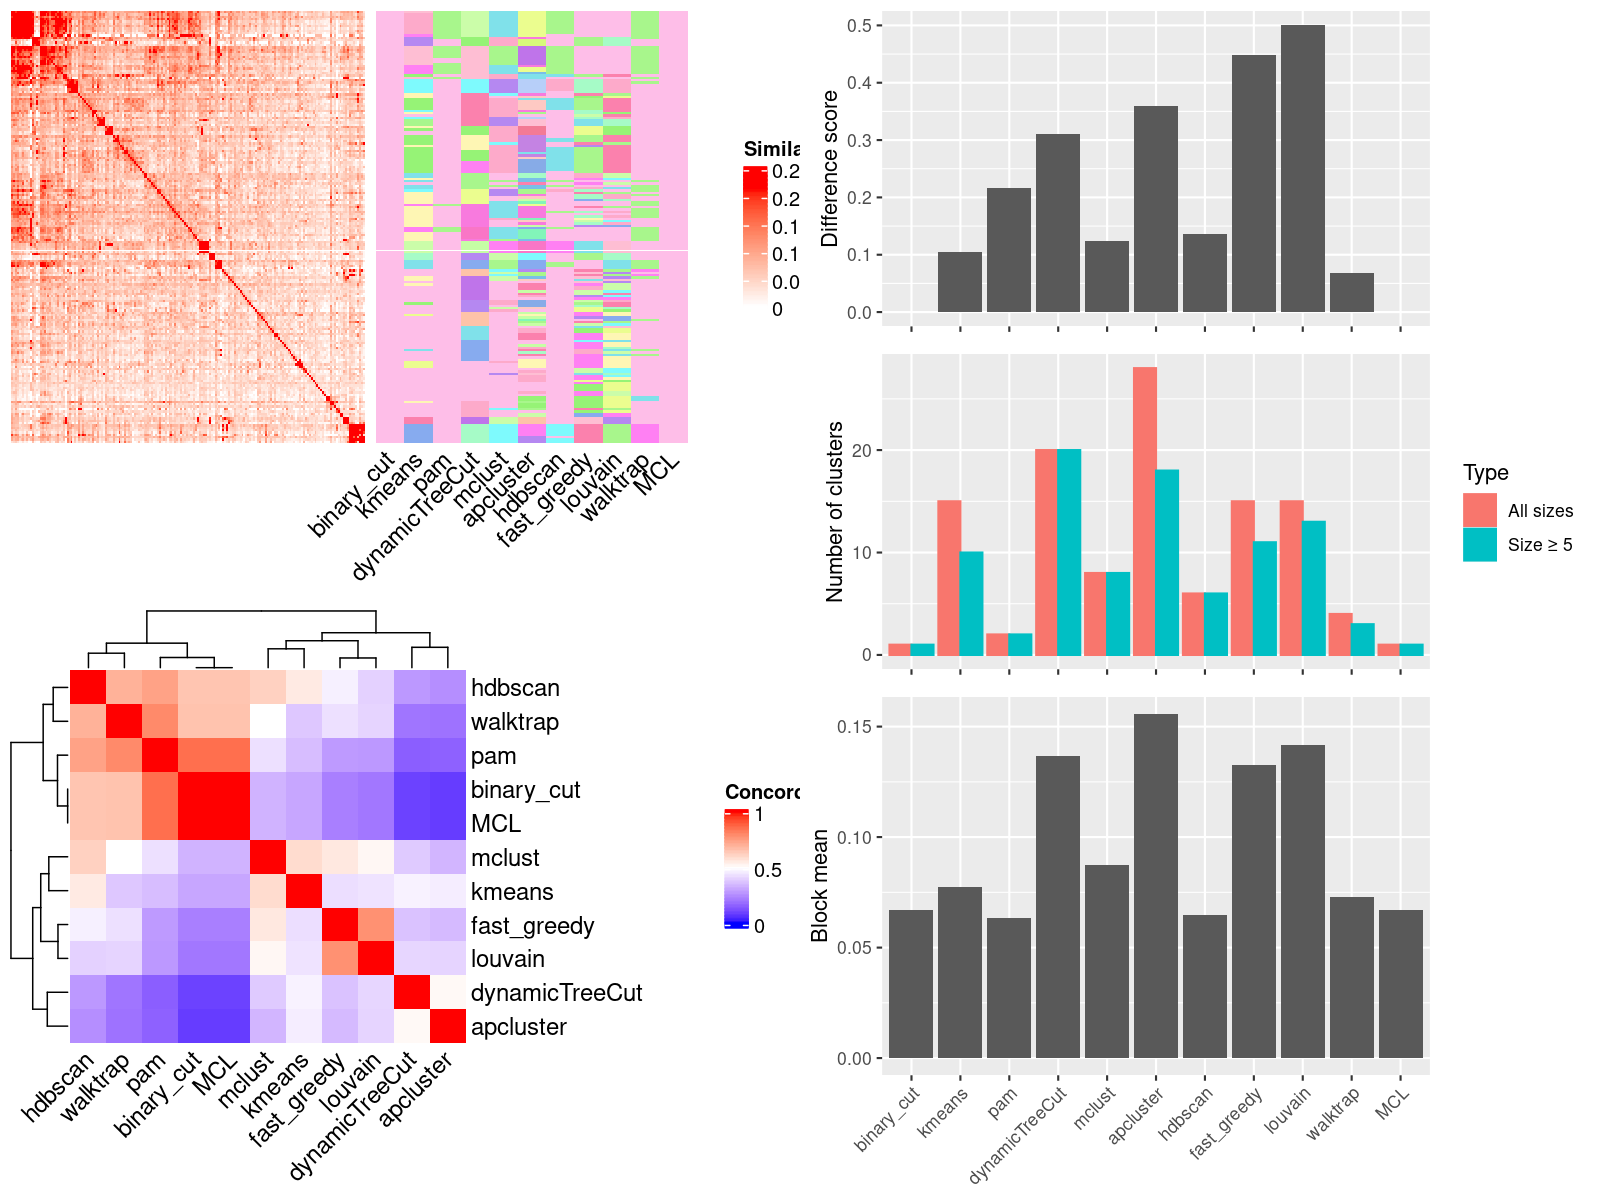 Simila
0.2
0.2
0.1
0.1
0.0
0
binary_cut
kmeans
pam
dynamicTreeCut
mclust
apcluster
hdbscan
fast_greedy
louvain
walktrap
MCL
hdbscan
walktrap
pam
binary_cut
MCL
mclust
kmeans
fast_greedy
louvain
dynamicTreeCut
apcluster
hdbscan
walktrap
pam
binary_cut
MCL
mclust
kmeans
fast_greedy
louvain
dynamicTreeCut
apcluster
Concord
1
0.5
0
Difference score
0.5
0.4
0.3
0.2
0.1
0.0
Number of clusters
20
10
0
Type
All sizes
Size ≥ 5
Block mean
0.15
0.10
0.05
0.00
binary_cut
kmeans
pam
dynamicTreeCut
mclust
apcluster
hdbscan
fast_greedy
louvain
walktrap
MCL